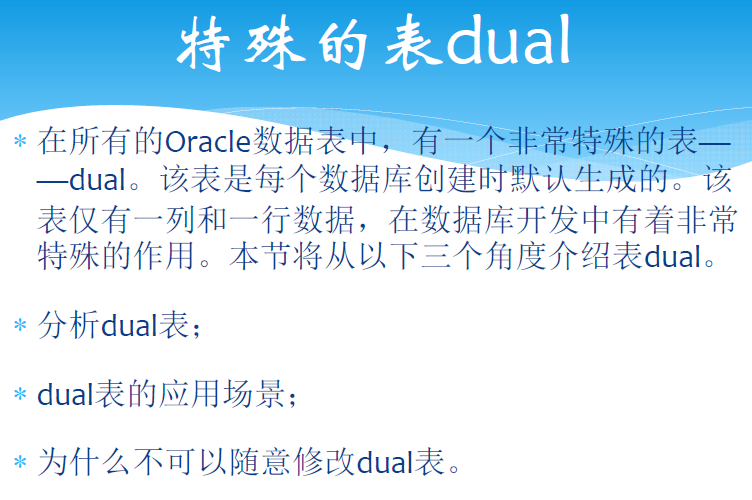 特殊的表dual
* 在所有的Oracle数据表中，有一个非常特殊的表—
—dual。该表是每个数据库创建时默认生成的。该
表仅有一列和一行数据，在数据库开发中有着非常
特殊的作用。本节将从以下三个角度介绍表dual。
* 分析dual表；
* dual表的应用场景；
* 为什么不可以随意修改dual表。